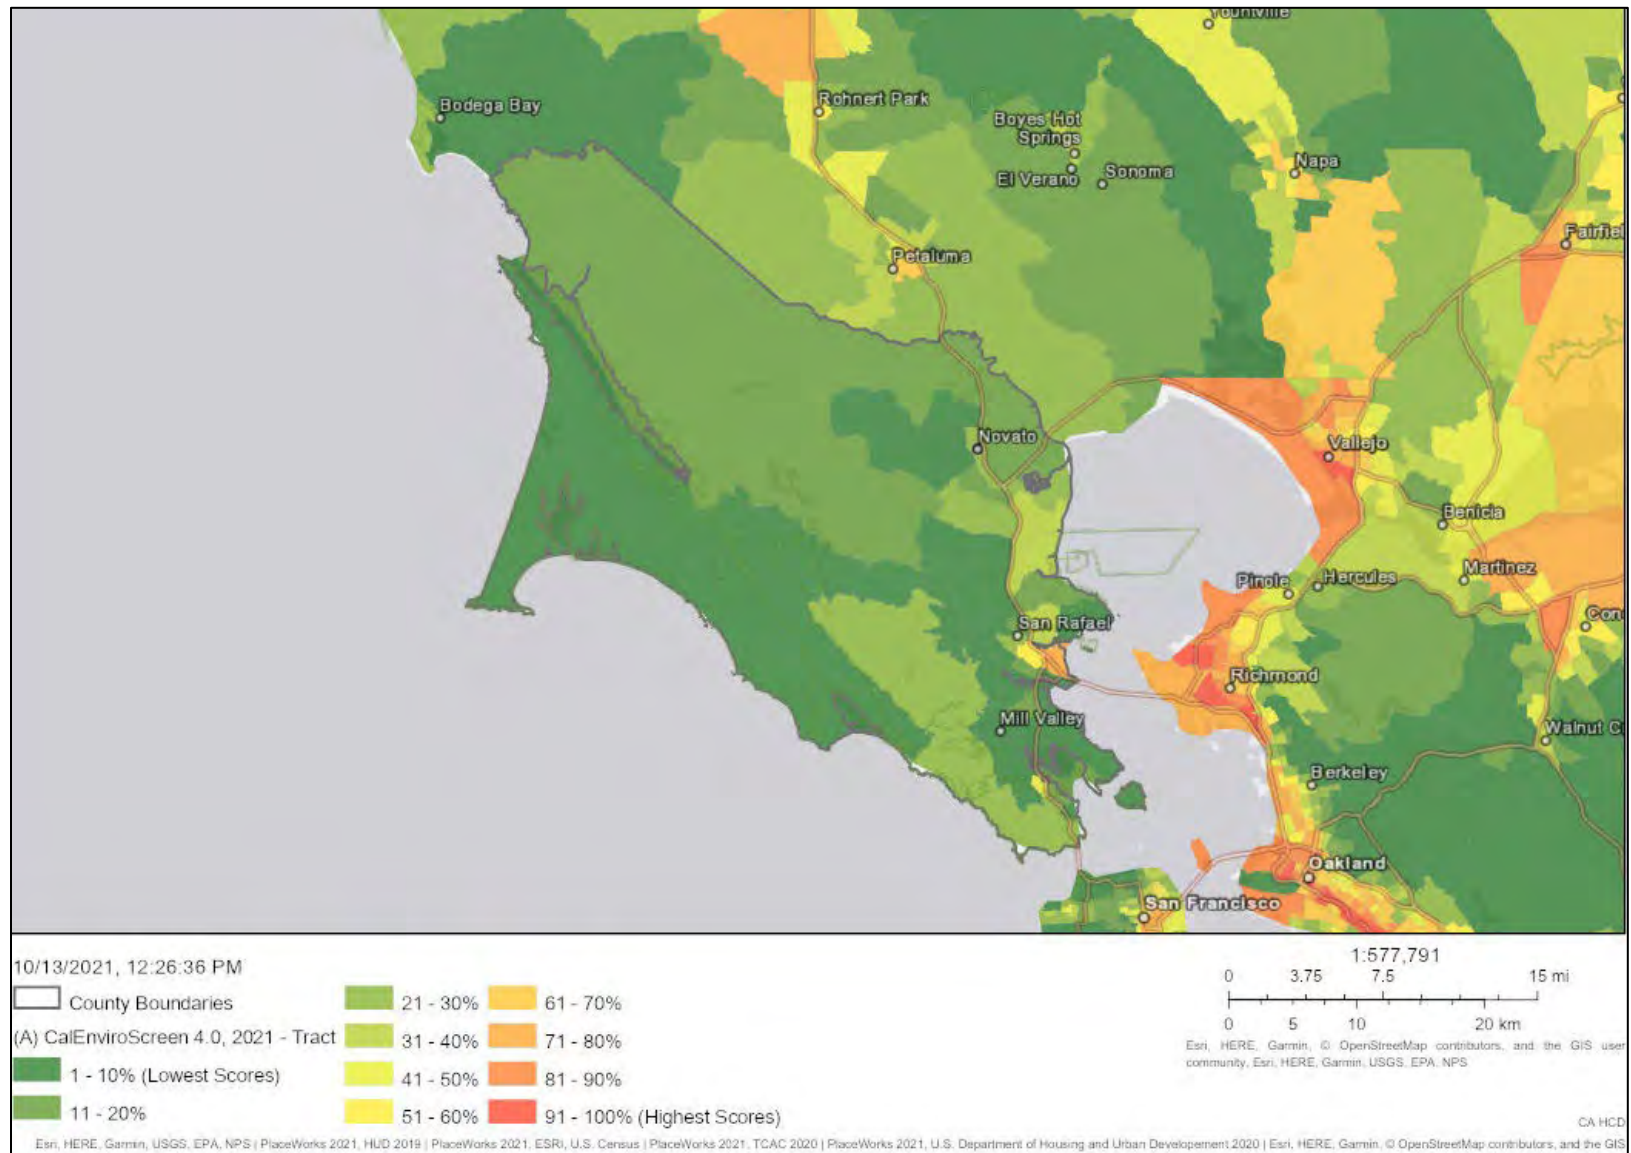 Yountville
Bodega Bay
Rohnert Park
Boyes Hot
Springs
El Verano
Sonoma
Napa
Petaluma
Novato
Vallejo
Benicia
Martinez
Pinole
Hercules
San Rafael
Richmond
Mill Valley
Berkeley
Oakland
San Francisco
10/13/2021, 12:26:36 PM
County Boundaries
(A) CalEnviroScreen 4.0, 2021 - Tract
1 - 10% (Lowest Scores)
11 - 20%
21 - 30%
31 - 40%
41 - 50%
51 - 60%
61 - 70%
71 - 80%
81 - 90%
91 - 100% (Highest Scores)
1:577,791
0 3.75 7.5 15 mi
0 5 10 20 km
Esri, HERE, Garmin, © OpenStreetMap contributors, and the GIS user
community, Esri, HERE, Garmin, USGS, EPA, NPS
CA HCD
Esri, HERE, Garmin, USGS, EPA, NPS | PlaceWorks 2021, HUD 2019 | PlaceWorks 2021, ESRI, U.S. Census | PlaceWorks 2021, TCAC 2020 | PlaceWorks 2021, U.S. Department of Housing and Urban Developement 2020 | Esri, HERE, Garmin, © OpenStreetMap contributors, and the GIS